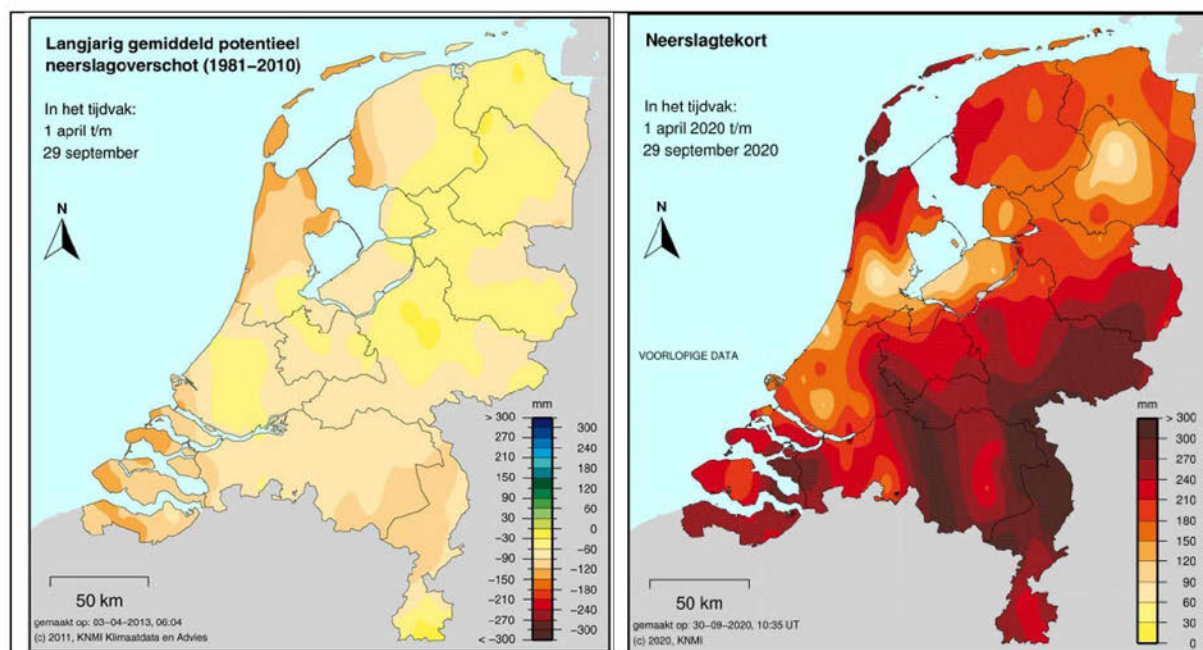 Langjarig gemiddeld potentieel
neerslagoverschot (1981–2010)
In het tijdvak:
1 april t/m
29 september
N
50 km
gemaakt op: 03–04–2013, 06:04
(c) 2011, KNMI Klimaatdata en Advies
mm
> 300
300
270
240
210
180
150
120
90
60
30
0
−30
−60
−90
−120
−150
−180
−210
−240
−270
−300
< −300
Neerslagtekort
In het tijdvak:
1 april 2020 t/m
29 september 2020
N
VOORLOPIGE DATA
50 km
gemaakt op: 30–09–2020, 10:35 UT
(c) 2020, KNMI
mm
> 300
300
270
240
210
180
150
120
90
60
30
0